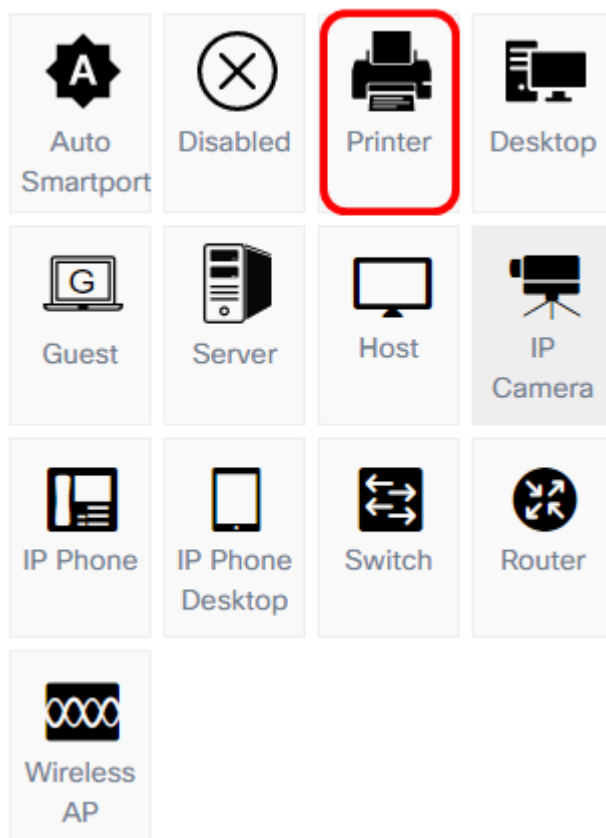 A
Auto
Smartport
Disabled
Printer
Desktop
G
Guest
Server
Host
IP
Camera
IP Phone
IP Phone
Desktop
Switch
Router
Wireless
AP